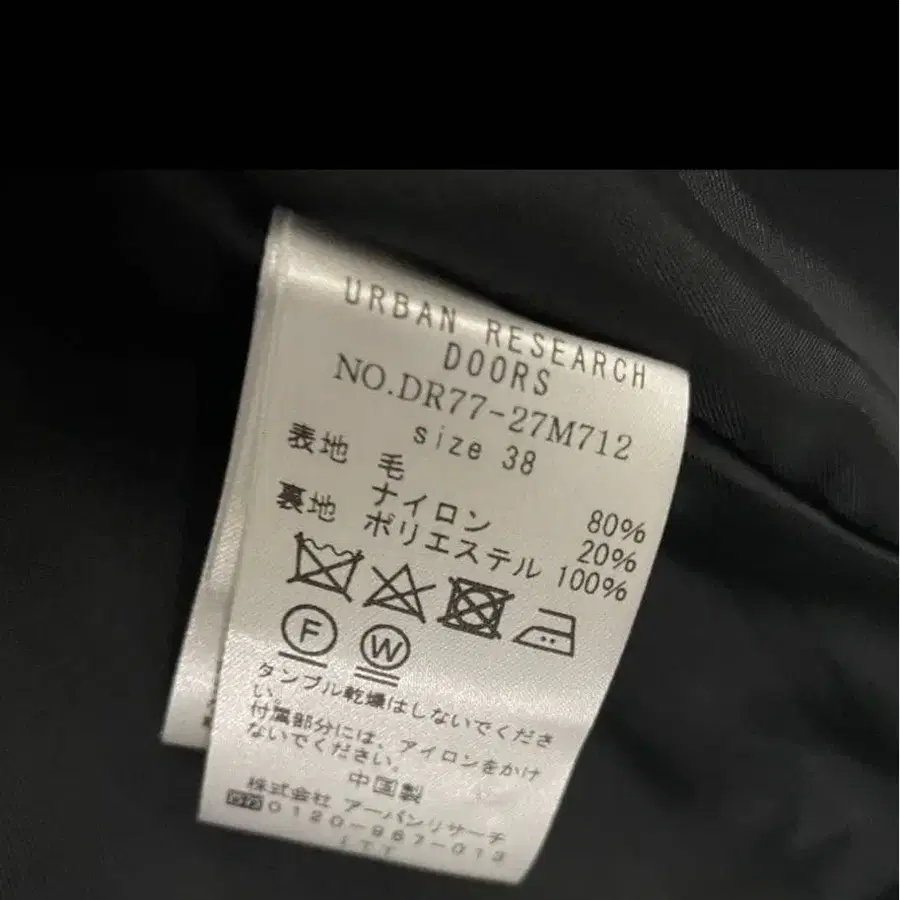 URBAN RESEARCH
DOORS
NO.DR77-27M712
size 38
表地 毛 80%
ナイロン 20%
裏地 ポリエステル 100%
F W
タンブル乾燥はしないでくださ
い。
付属部分には、アイロンをかけ
ないでください。
中国製
株式会社 アーバンリサーチ
0120-967-013
ITT